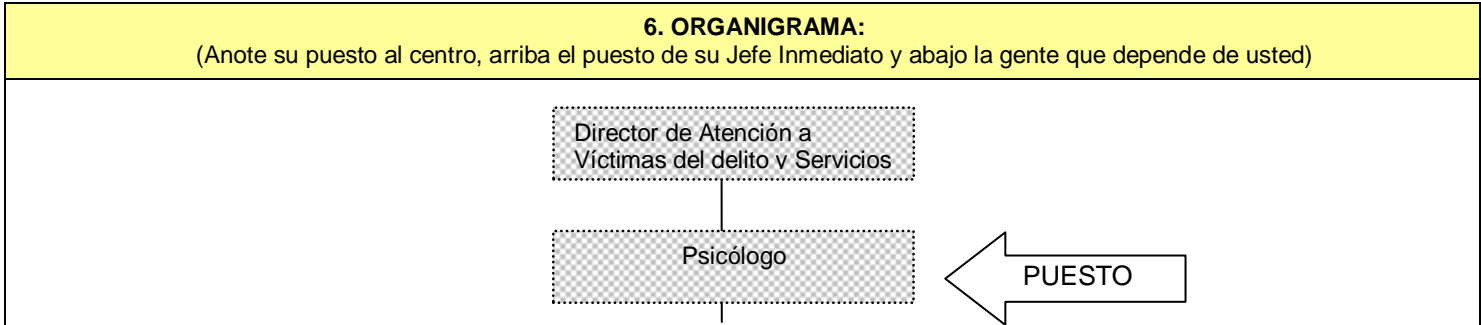 6. ORGANIGRAMA:
(Anote su puesto al centro, arriba el puesto de su Jefe Inmediato y abajo la gente que depende de usted)
Director de Atención a
Víctimas del delito y Servicios
Psicólogo
PUESTO